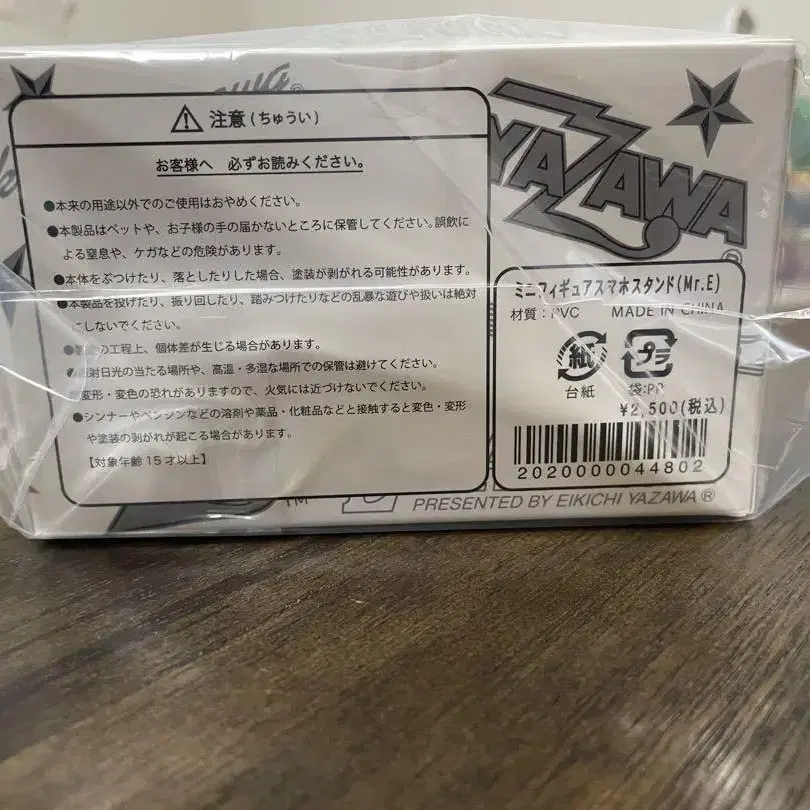 注意(ちゅうい)
お客様へ 必ずお読みください。
●本来の用途以外でのご使用はおやめください。
●本製品はペットや、お子様の手の届かないところに保管してください。誤飲に
よる窒息や、ケガなどの危険があります。
●本体をぶつけたり、落としたりした場合、塗装が剥がれる可能性があります。
●本製品を投げたり、振り回したり、踏みつけたりなどの乱暴な遊びや扱いは絶対
にしないでください。
の工程上、個体差が生じる場合があります。
射日光の当たる場所や、高温・多湿な場所での保管は避けてください。
変形・変色の恐れがありますので、火気には近づけないでください。
●シンナーやベンジンなどの溶剤や薬品・化粧品などと接触すると変色・変形
や塗装の剥がれが起こる場合があります。
【対象年齢15才以上】
YAZAWA
ミニフィギュアスマホスタンド(Mr.E)
材質:PVC MADE IN CHINA
紙 プラ
台紙 袋:PP
¥2,500(税込)
2020000044802
TM
PRESENTED BY EIKICHI YAZAWA®